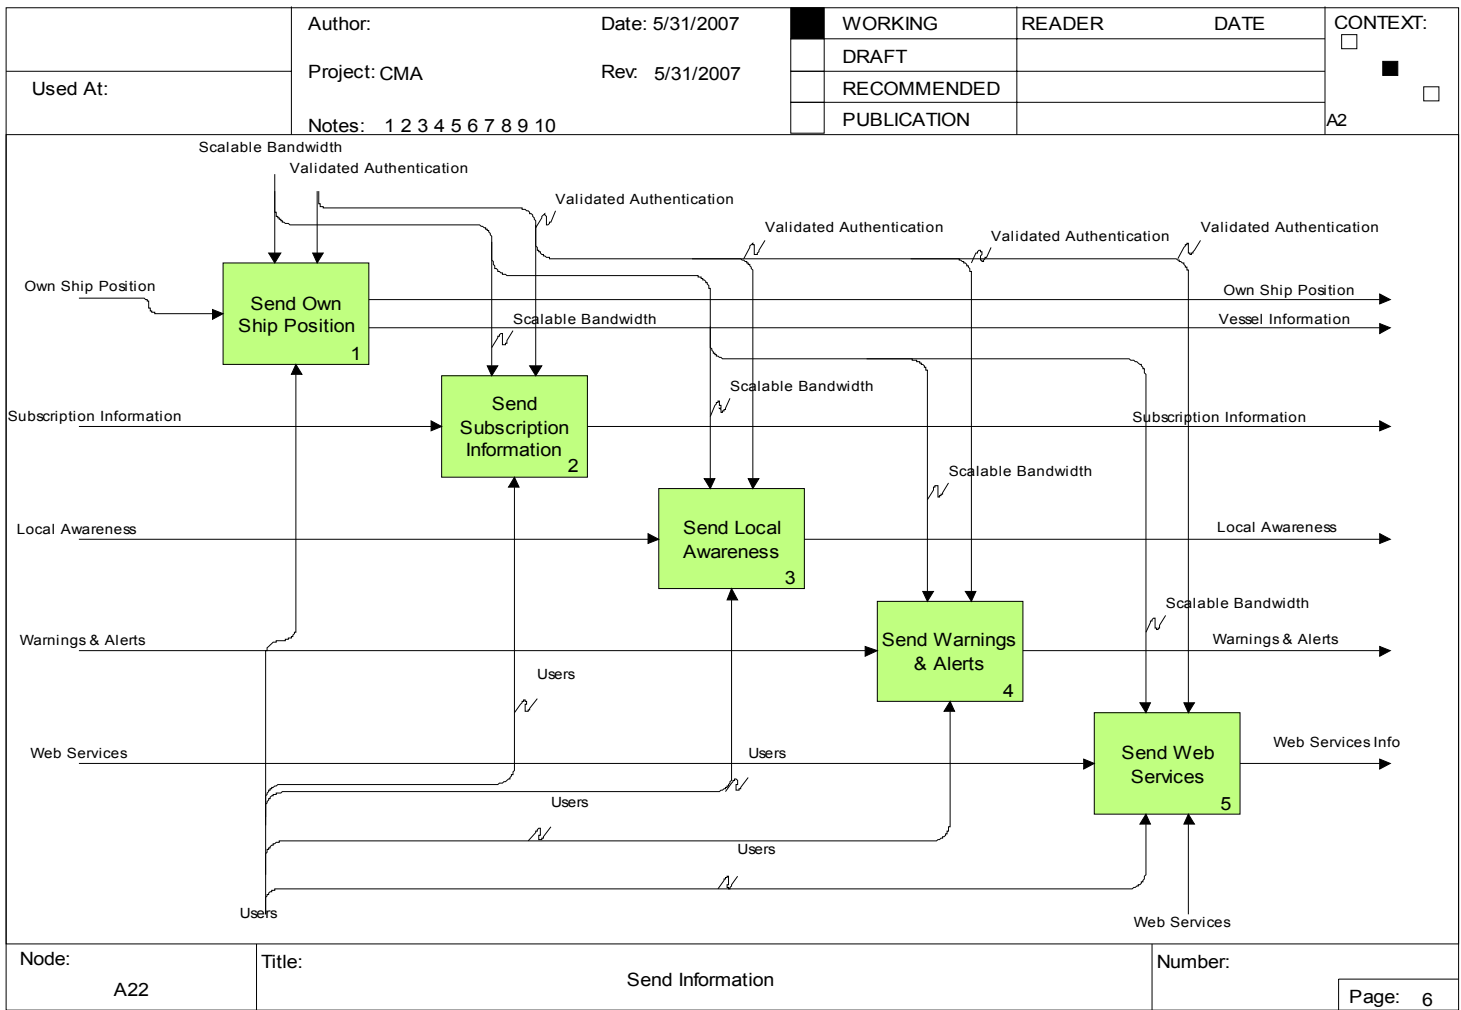 Used At:
Author:
Date: 5/31/2007
Project: CMA
Rev: 5/31/2007
Notes: 1 2 3 4 5 6 7 8 9 10
WORKING
DRAFT
RECOMMENDED
PUBLICATION
READER
DATE
CONTEXT:
A2
Scalable Bandwidth
Validated Authentication
Validated Authentication
Validated Authentication
Validated Authentication
Validated Authentication
Own Ship Position
Send Own
Ship Position
1
Own Ship Position
Vessel Information
Scalable Bandwidth
Subscription Information
Send
Subscription
Information
2
Scalable Bandwidth
Subscription Information
Scalable Bandwidth
Local Awareness
Send Local
Awareness
3
Local Awareness
Scalable Bandwidth
Warnings & Alerts
Send Warnings
& Alerts
4
Warnings & Alerts
Users
Web Services
Users
Send Web
Services
5
Web Services Info
Users
Users
Users
Web Services
Node:
A22
Title:
Send Information
Number:
Page: 6